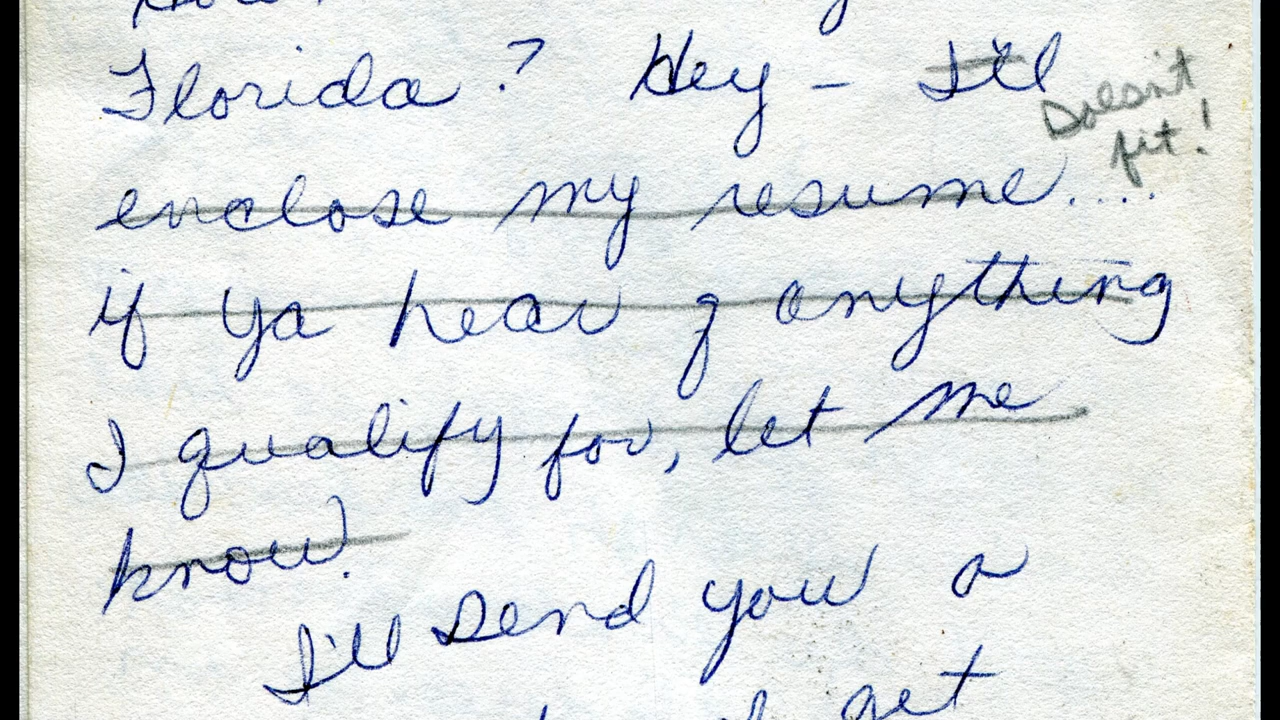 Florida? Hey - I'll
Doesn't
fit!
enclose my resume....
if ya hear of anything
I qualify for, let me
know.
I'll send you a
get